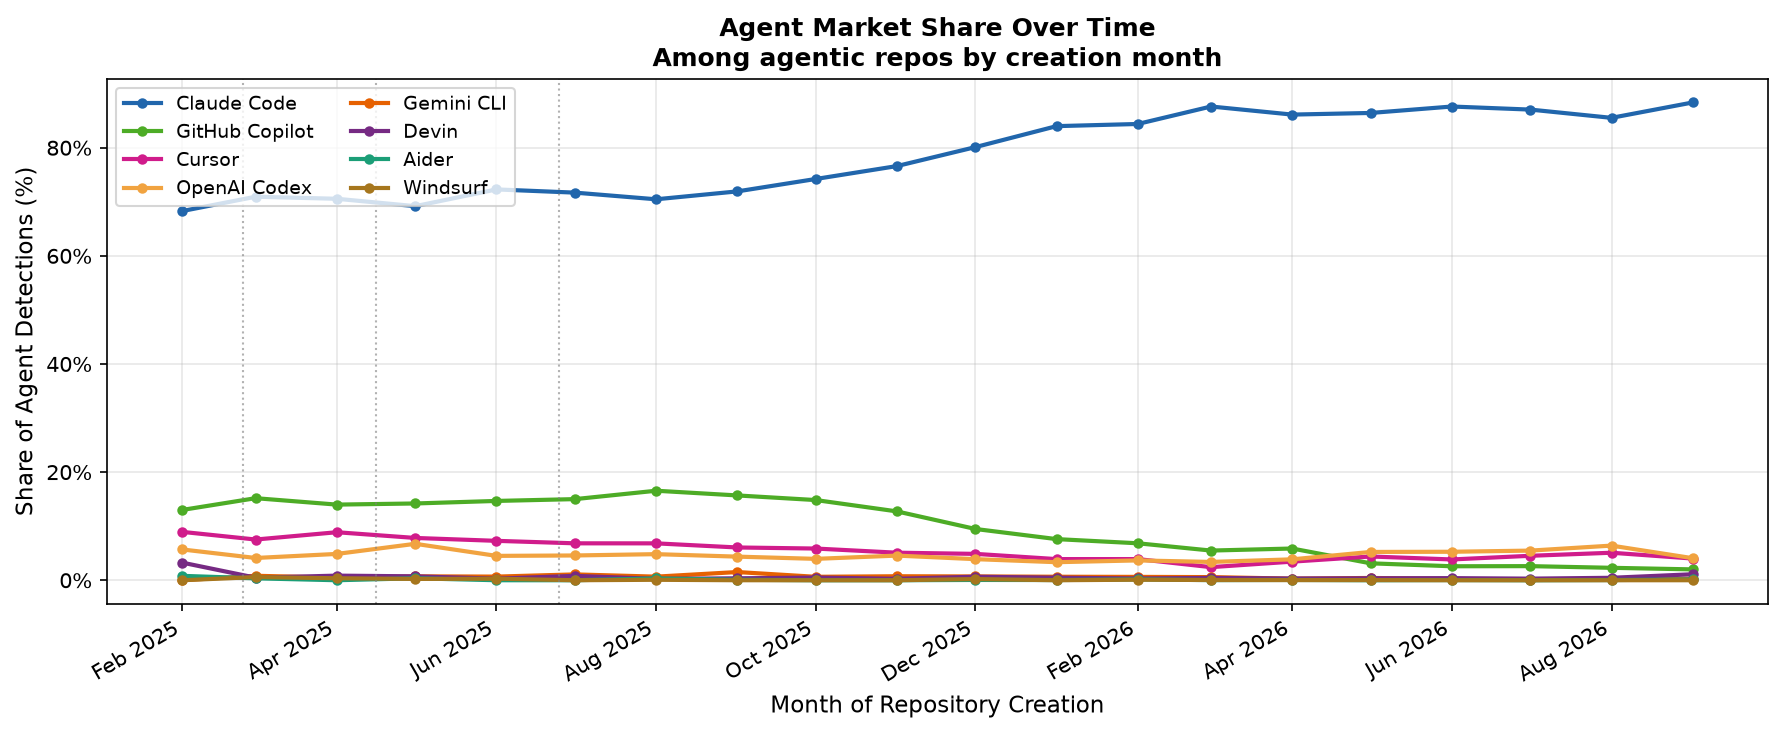 Agent Market Share Over Time
Among agentic repos by creation month
Claude Code
GitHub Copilot
Cursor
OpenAI Codex
Gemini CLI
Devin
Aider
Windsurf
Share of Agent Detections (%)
80%
60%
40%
20%
0%
Feb 2025
Apr 2025
Jun 2025
Aug 2025
Oct 2025
Dec 2025
Feb 2026
Apr 2026
Jun 2026
Aug 2026
Month of Repository Creation